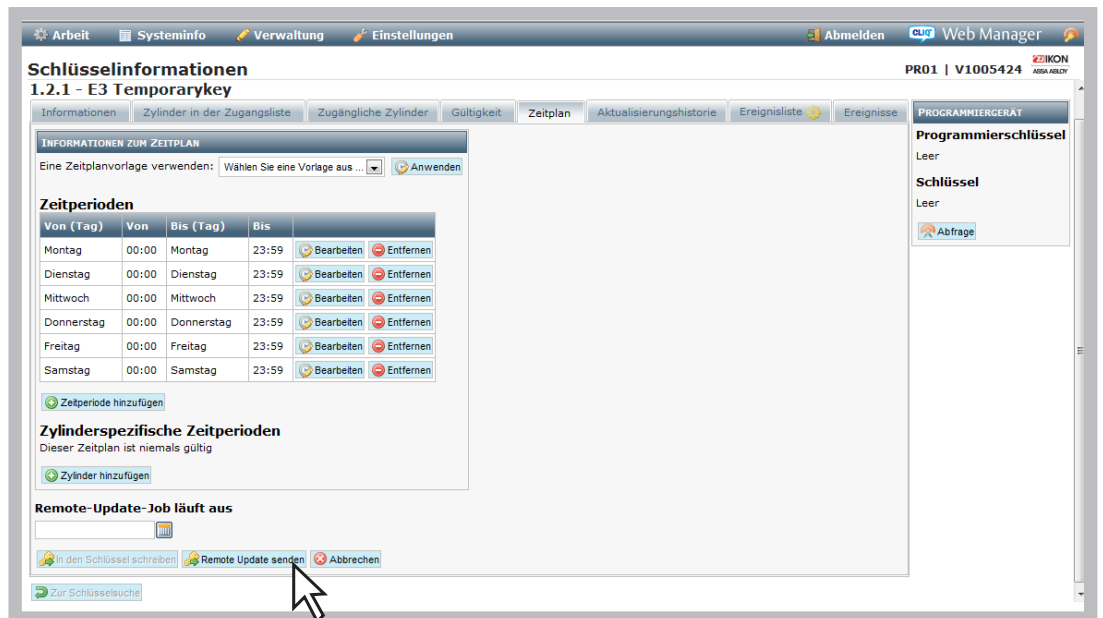 Arbeit Systeminfo Verwaltung Einstellungen Abmelden CLIQ Web Manager
Schlüsselinformationen PR01 | V1005424 IKON
ASSA ABLOY
1.2.1 - E3 Temporarykey
Informationen Zylinder in der Zugangsliste Zugängliche Zylinder Gültigkeit Zeitplan Aktualisierungshistorie Ereignisliste Ereignisse
INFORMATIONEN ZUM ZEITPLAN
Eine Zeitplanvorlage verwenden: Wählen Sie eine Vorlage aus ... Anwenden
Zeitperioden
Von (Tag) Von Bis (Tag) Bis
Montag 00:00 Montag 23:59 Bearbeiten Entfernen
Dienstag 00:00 Dienstag 23:59 Bearbeiten Entfernen
Mittwoch 00:00 Mittwoch 23:59 Bearbeiten Entfernen
Donnerstag 00:00 Donnerstag 23:59 Bearbeiten Entfernen
Freitag 00:00 Freitag 23:59 Bearbeiten Entfernen
Samstag 00:00 Samstag 23:59 Bearbeiten Entfernen
Zeitperiode hinzufügen
Zylinderspezifische Zeitperioden
Dieser Zeitplan ist niemals gültig
Zylinder hinzufügen
Remote-Update-Job läuft aus
In den Schlüssel schreiben Remote Update senden Abbrechen
Zur Schlüsselsuche
PROGRAMMIERGERÄT
Programmierschlüssel
Leer
Schlüssel
Leer
Abfrage